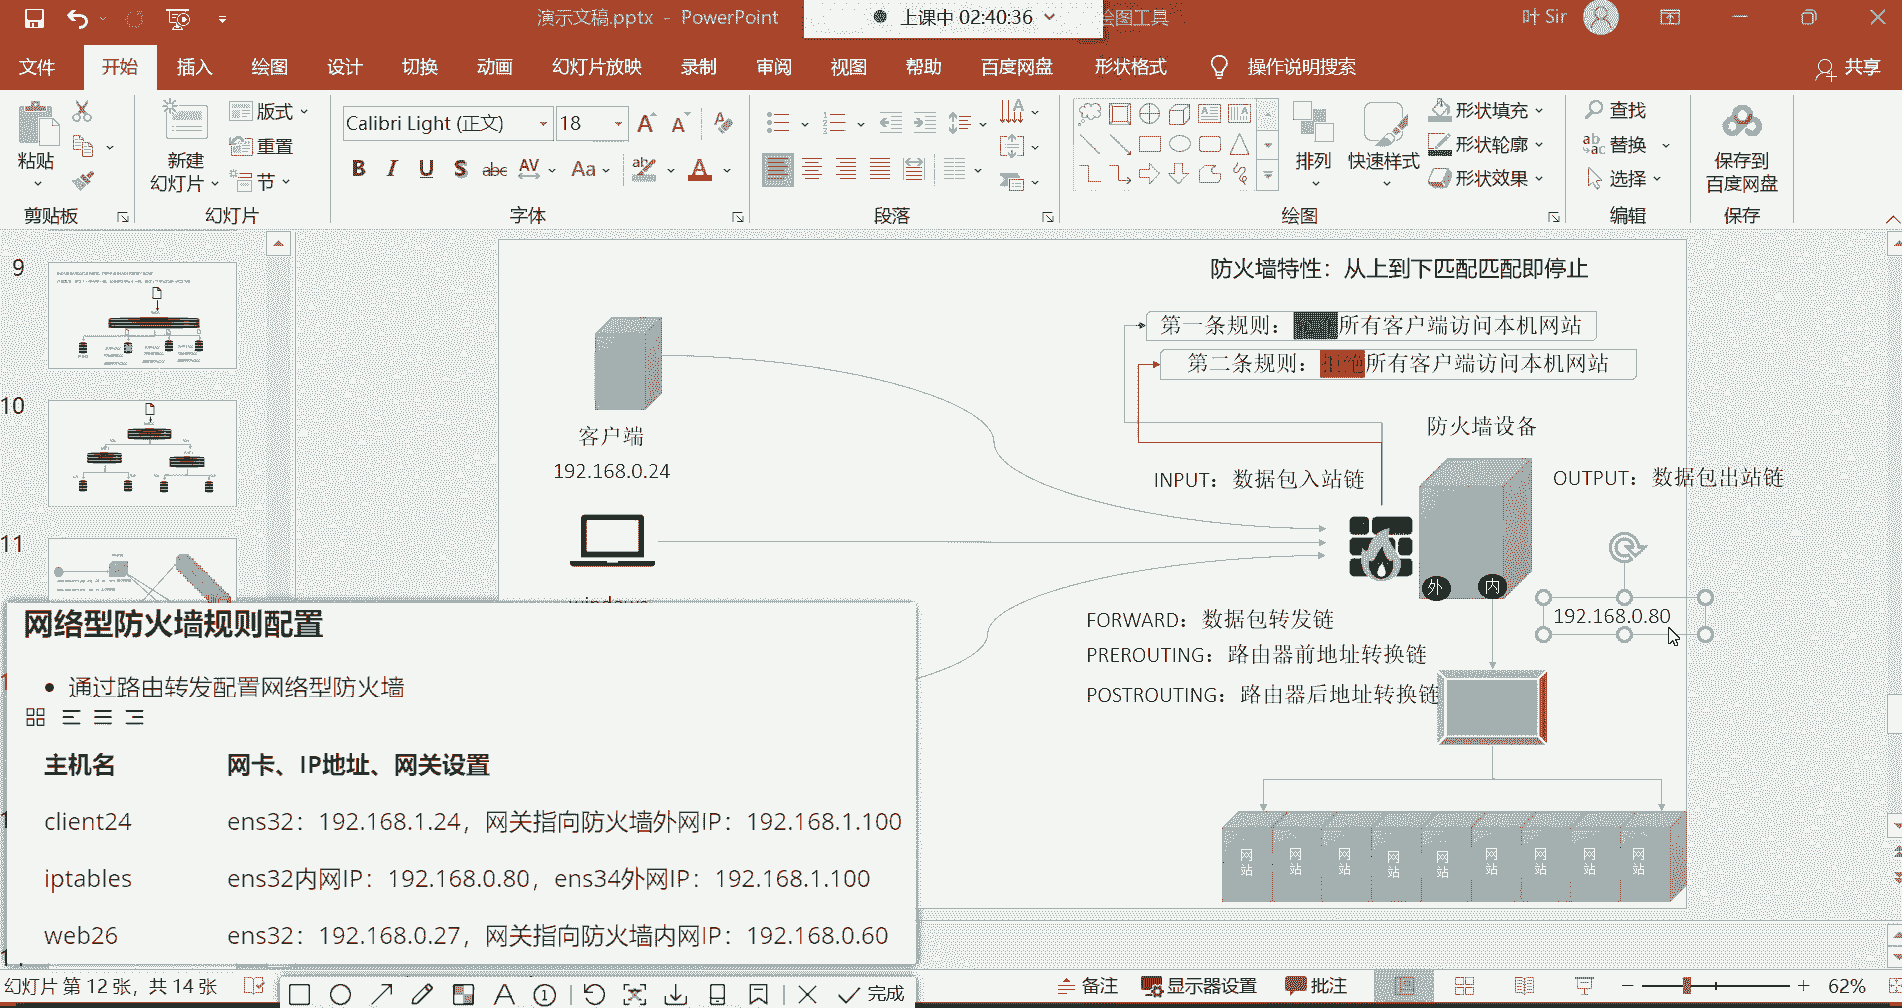 演示文稿.pptx - PowerPoint
上课中 02:40:36
绘图工具
叶 Sir
文件 开始 插入 绘图 设计 切换 动画 幻灯片放映 录制 审阅 视图 帮助 百度网盘 形状格式 操作说明搜索 共享
粘贴
剪贴板
新建
幻灯片
版式
重置
节
幻灯片
Calibri Light (正文) 18
字体
段落
排列
快速样式
形状填充
形状轮廓
形状效果
绘图
查找
替换
选择
编辑
保存到
百度网盘
保存
9
10
11
防火墙特性：从上到下匹配匹配即停止
第一条规则：
所有客户端访问本机网站
第二条规则：拒绝所有客户端访问本机网站
客户端
192.168.0.24
防火墙设备
INPUT：数据包入站链
OUTPUT：数据包出站链
外
内
192.168.0.80
FORWARD：数据包转发链
PREROUTING：路由器前地址转换链
POSTROUTING：路由器后地址转换链
网站 网站 网站 网站 网站 网站 网站 网站 网站
网络型防火墙规则配置
• 通过路由转发配置网络型防火墙
主机名 网卡、IP地址、网关设置
client24 ens32：192.168.1.24，网关指向防火墙外网IP：192.168.1.100
iptables ens32内网IP：192.168.0.80，ens34外网IP：192.168.1.100
web26 ens32：192.168.0.27，网关指向防火墙内网IP：192.168.0.60
幻灯片 第 12 张，共 14 张
完成
备注 显示器设置 批注
62%